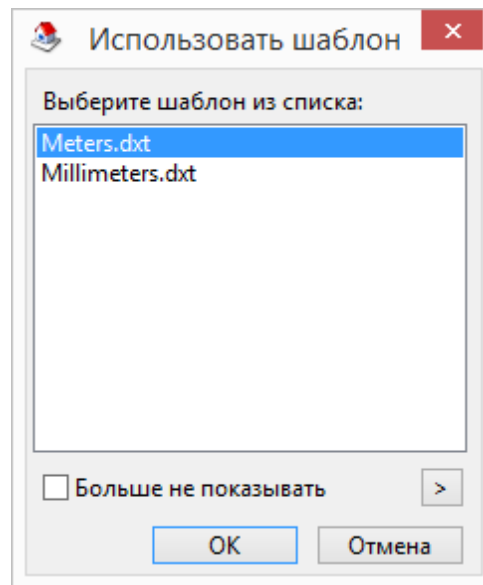 Использовать шаблон
Выберите шаблон из списка:
Meters.dxt
Millimeters.dxt
Больше не показывать >
OK Отмена